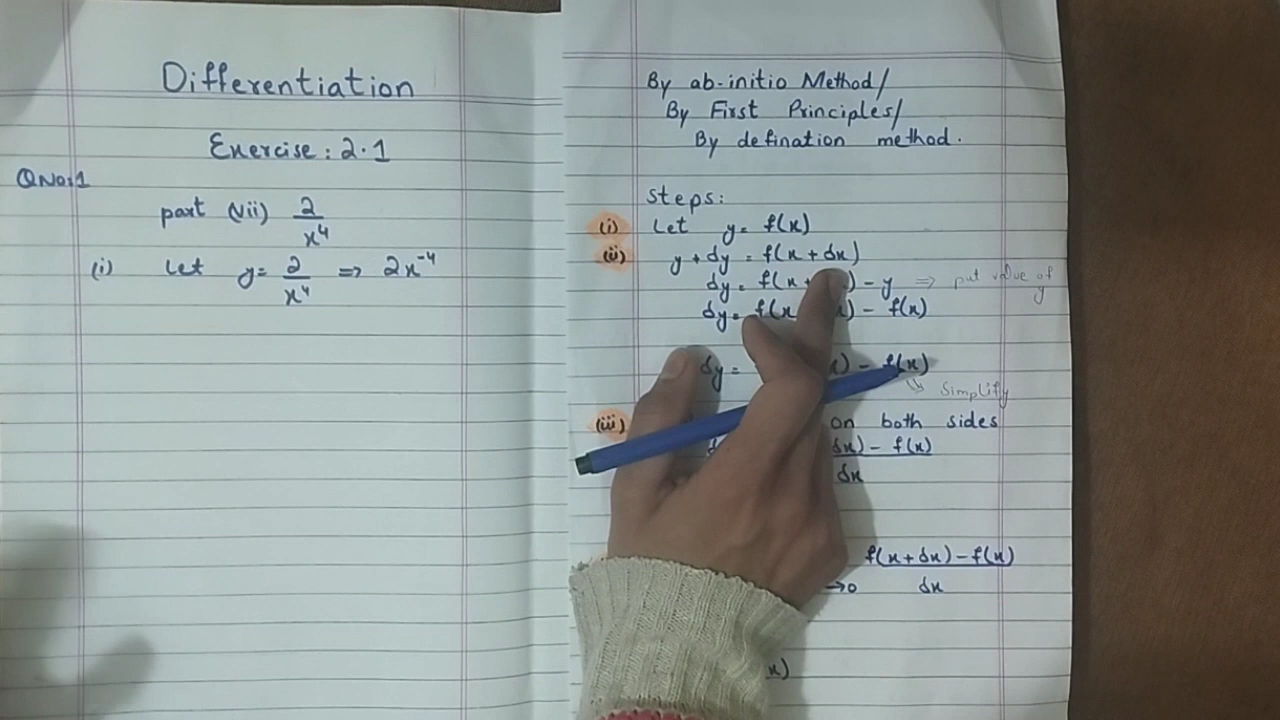 Differentiation
Exercise: 2.1
QNo:1
part (vii) 2/x⁴
(i) Let y = 2/x⁴ => 2x⁻⁴
By ab-initio Method/
By First Principles/
By defination method.
Steps:
(i) Let y = f(x)
(ii) y + δy = f(x + δx)
δy = f(x+ ) - y => put value of y
δy = f(x ) - f(x)
δy = x) - f(x)
Simplify
(iii) on both sides
δx) - f(x)
δx
f(x + δx) - f(x)
→0 δx
x)